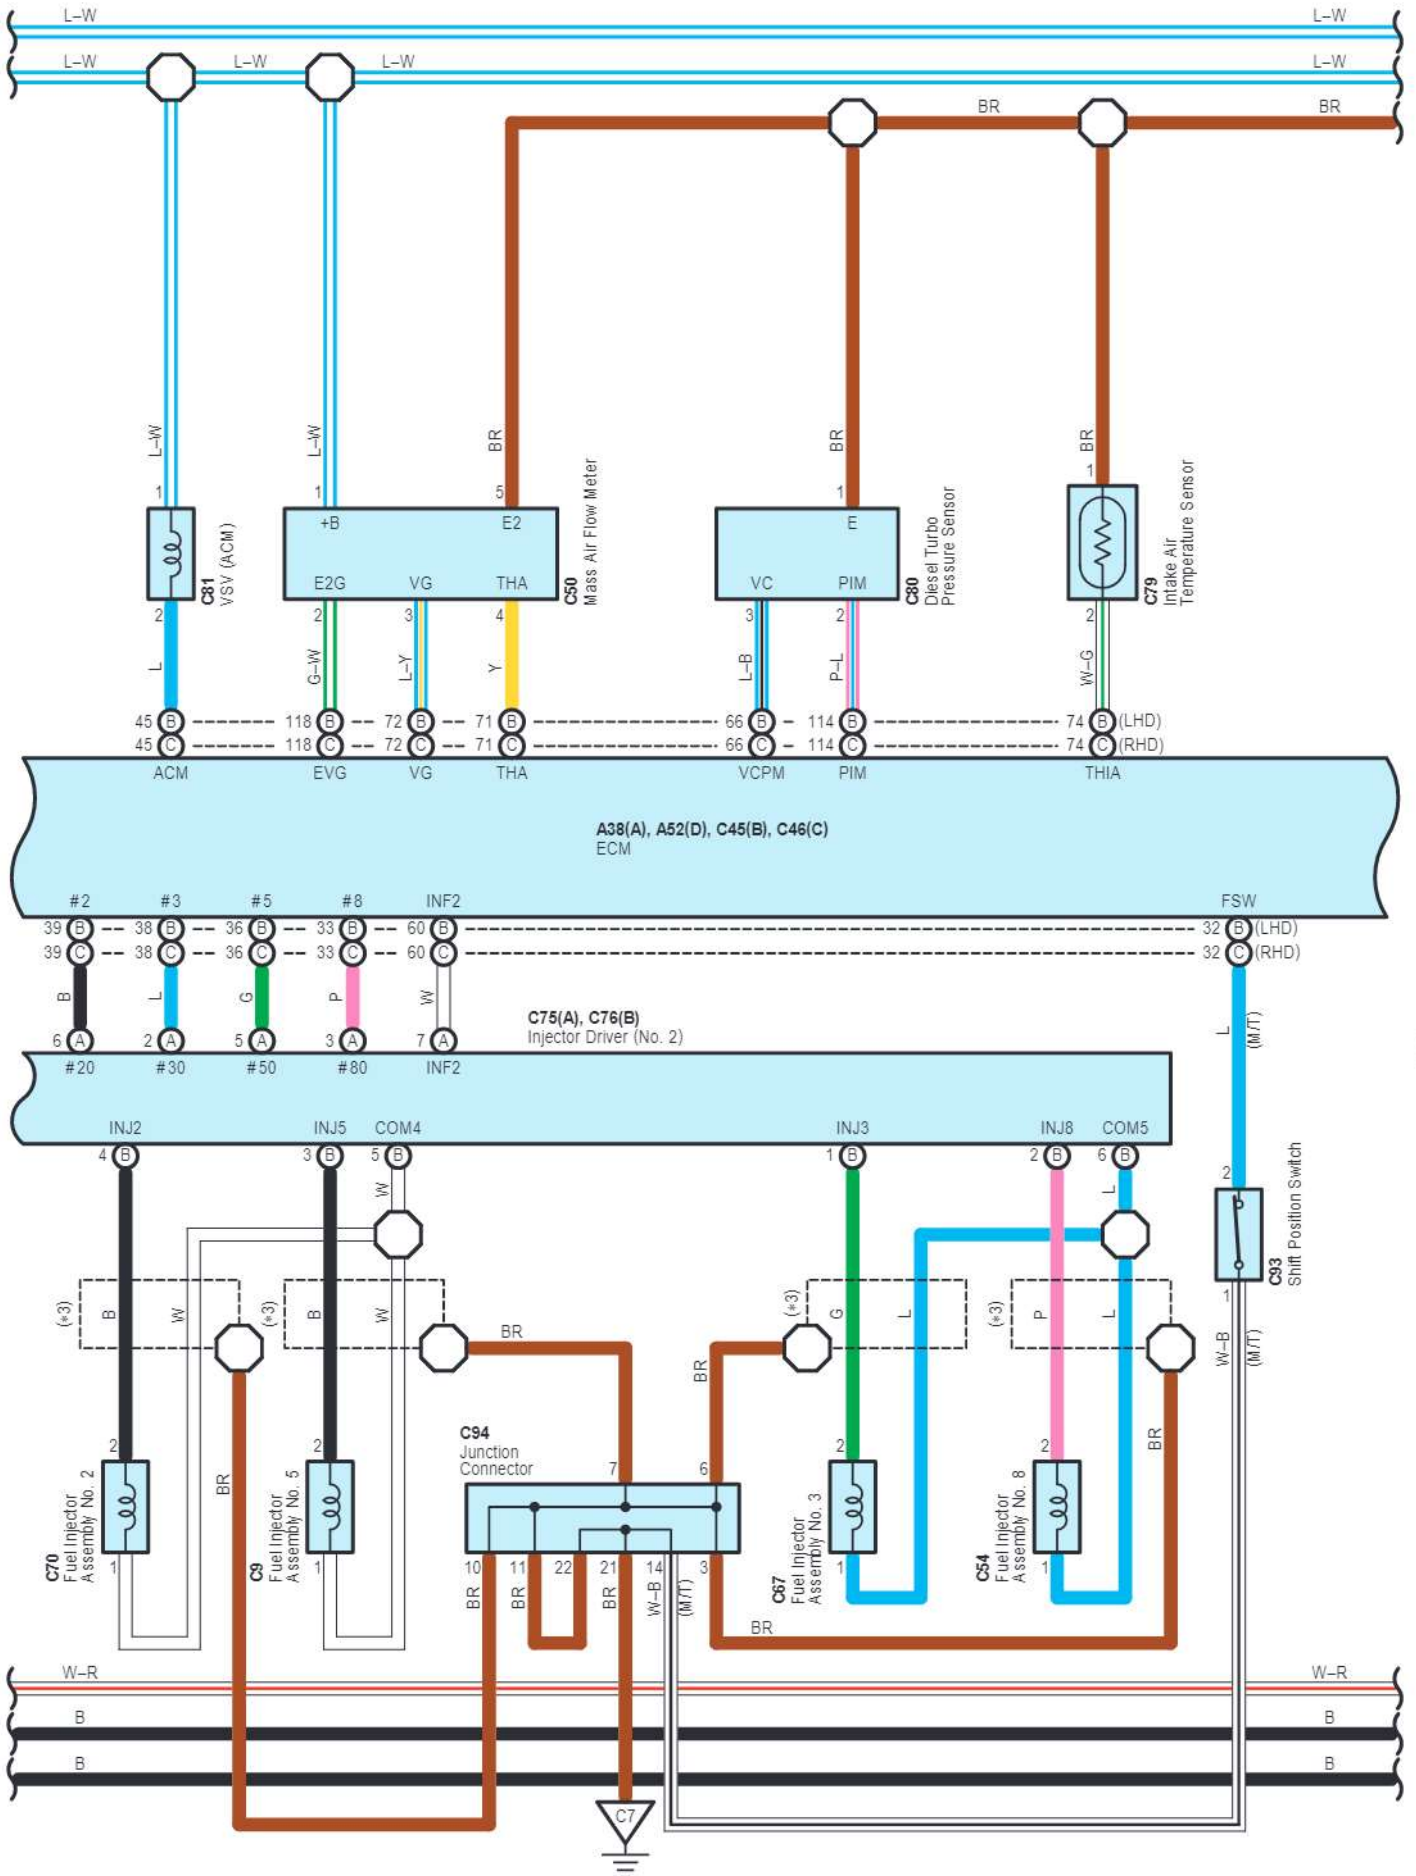 L–W L–W
L–W L–W L–W L–W
BR BR
L–W L–W BR BR BR
1 1 5 1 1
+B E2 E
E2G VG THA VC PIM
C81
VSV (ACM)
C50
Mass Air Flow Meter
C80
Diesel Turbo
Pressure Sensor
C79
Intake Air
Temperature Sensor
2 2 3 4 3 2 2
L G–W L–Y Y L–B P–L W–G
45 B 118 B 72 B 71 B 66 B 114 B 74 B (LHD)
45 C 118 C 72 C 71 C 66 C 114 C 74 C (RHD)
ACM EVG VG THA VCPM PIM THIA
A38(A), A52(D), C45(B), C46(C)
ECM
#2 #3 #5 #8 INF2 FSW
39 B 38 B 36 B 33 B 60 B 32 B (LHD)
39 C 38 C 36 C 33 C 60 C 32 C (RHD)
B L G P W L (M/T)
C75(A), C76(B)
Injector Driver (No. 2)
6 A 2 A 5 A 3 A 7 A
#20 #30 #50 #80 INF2
INJ2 INJ5 COM4 INJ3 INJ8 COM5
4 B 3 B 5 B 1 B 2 B 6 B
W L
2
C93
Shift Position Switch
1
(*3) B W (*3) B W (*3) G L (*3) P L W–B (M/T)
BR BR BR
C94
Junction
Connector
2 2 7 6 2 2
BR
C70
Fuel Injector
Assembly No. 2
C9
Fuel Injector
Assembly No. 5
C67
Fuel Injector
Assembly No. 3
C54
Fuel Injector
Assembly No. 8
1 1 10 11 22 21 14 3 1 1
BR BR BR W–B (M/T)
BR
W–R W–R
B B
B B
C7